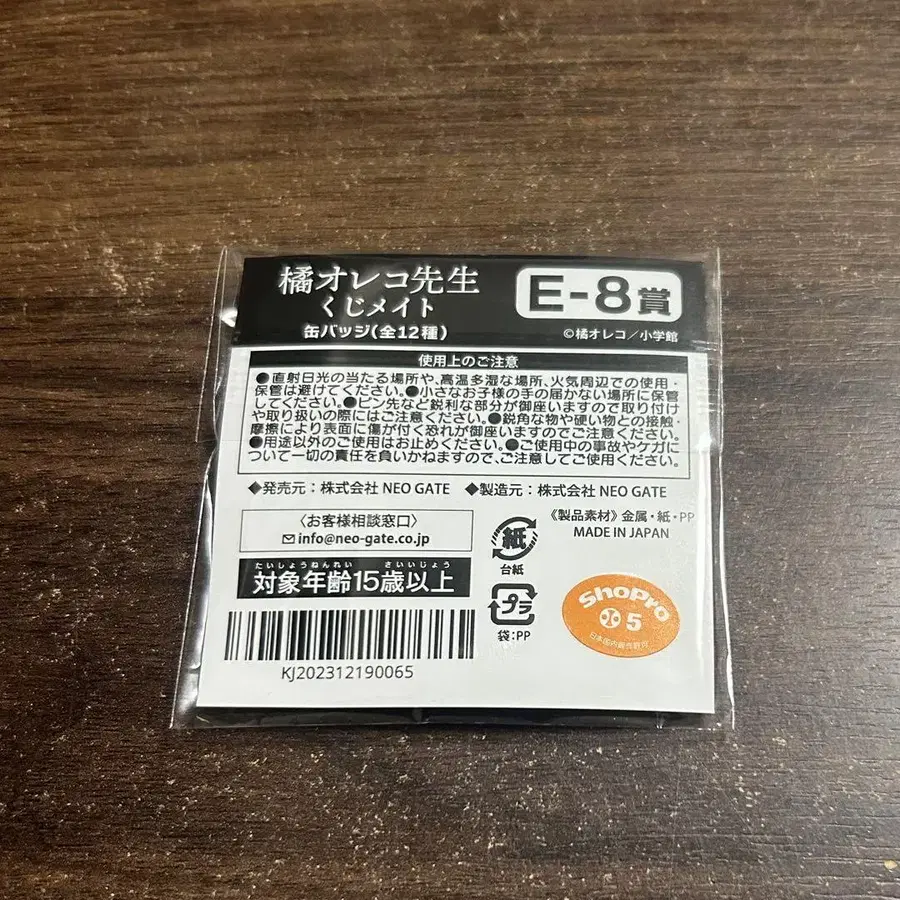 橘オレコ先生
くじメイト
缶バッジ(全12種)
E-8賞
©橘オレコ/小学館
使用上のご注意
●直射日光の当たる場所や、高温多湿な場所、火気周辺での使用・
保管は避けてください。●小さなお子様の手の届かない場所に保管
してください。●ピン先など鋭利な部分が御座いますので取り付け
や取り扱いの際にはご注意ください。●鋭角な物や硬い物との接触・
摩擦により表面に傷が付く恐れが御座いますのでご注意ください。
●用途以外のご使用はお止めください。●ご使用中の事故やケガに
ついて一切の責任を負いかねますので、ご注意してご使用ください。
◆発売元:株式会社 NEO GATE ◆製造元:株式会社 NEO GATE
〈お客様相談窓口〉
info@neo-gate.co.jp
たいしょうねんれい さいいじょう
対象年齢15歳以上
KJ202312190065
紙
台紙
プラ
袋:PP
《製品素材》金属・紙・PP
MADE IN JAPAN
ShoPro
5